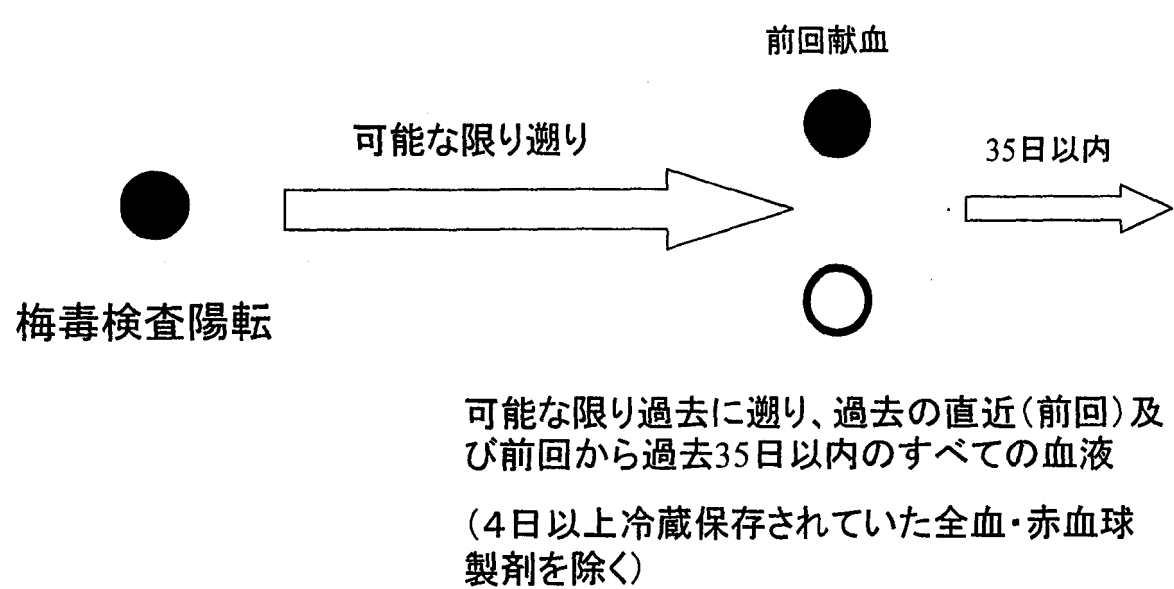 前回献血
可能な限り遡り
35日以内
梅毒検査陽転
可能な限り過去に遡り、過去の直近(前回)及
び前回から過去35日以内のすべての血液
(4日以上冷蔵保存されていた全血・赤血球
製剤を除く)